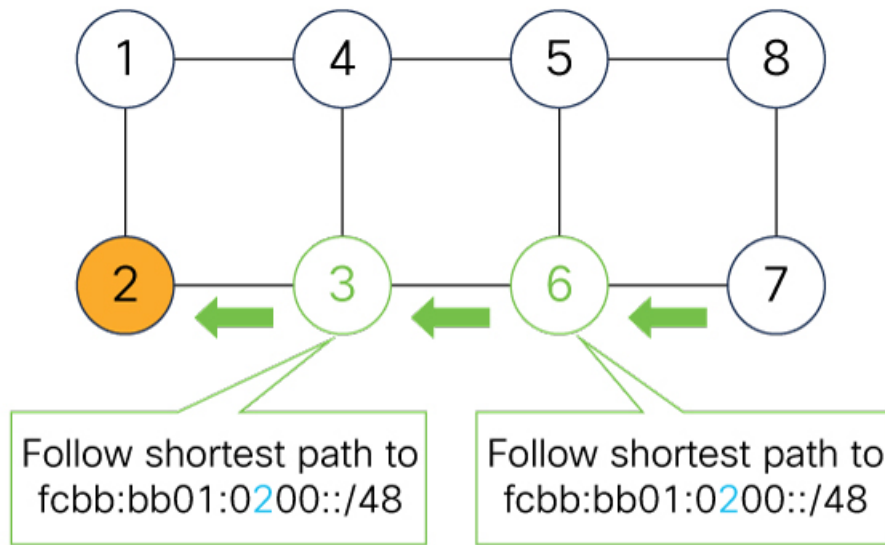 1 4 5 8
2 3 6 7
Follow shortest path to
fcbb:bb01:0200::/48
Follow shortest path to
fcbb:bb01:0200::/48